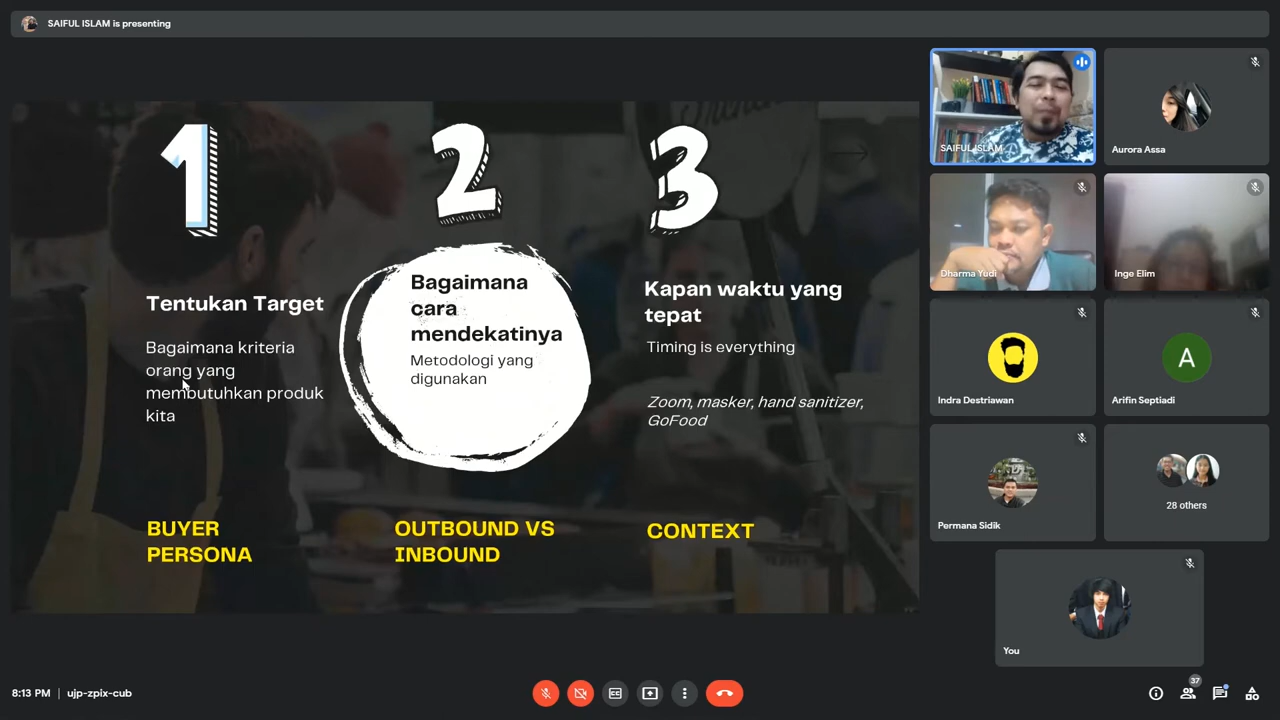 SAIFUL ISLAM is presenting
1
2
3
Tentukan Target
Bagaimana kriteria
orang yang
membutuhkan produk
kita
BUYER
PERSONA
Bagaimana
cara
mendekatinya
Metodologi yang
digunakan
OUTBOUND VS
INBOUND
Kapan waktu yang
tepat
Timing is everything
Zoom, masker, hand sanitizer,
GoFood
CONTEXT
SAIFUL ISLAM
Aurora Assa
Dharma Yudi
Inge Elim
Indra Destriawan
A
Arifin Septiadi
Permana Sidik
28 others
You
8:13 PM | ujp-zpix-cub
37